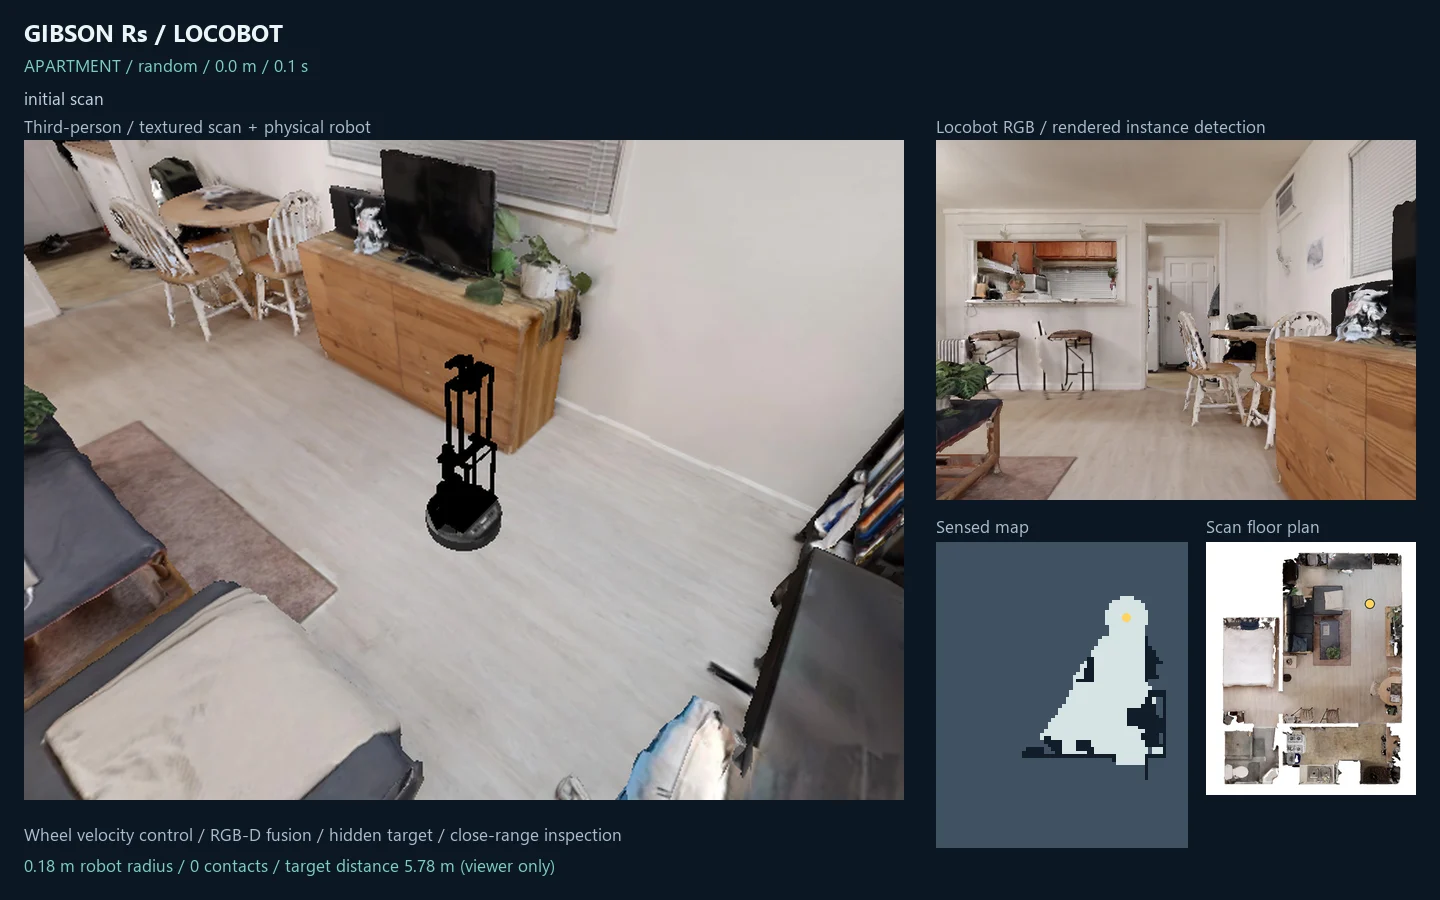 GIBSON Rs / LOCOBOT
APARTMENT / random / 0.0 m / 0.1 s
initial scan
Third-person / textured scan + physical robot
Locobot RGB / rendered instance detection
Sensed map
Scan floor plan
Wheel velocity control / RGB-D fusion / hidden target / close-range inspection
0.18 m robot radius / 0 contacts / target distance 5.78 m (viewer only)